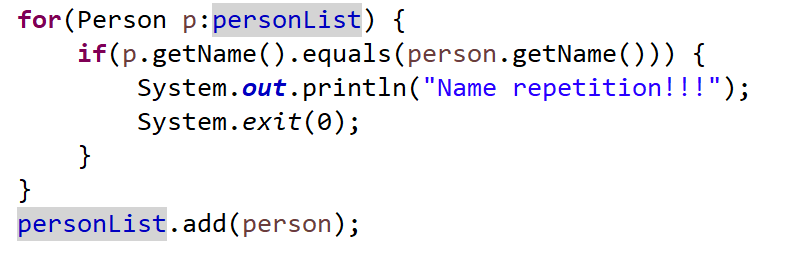 for(Person p:personList) {
    if(p.getName().equals(person.getName())) {
        System.out.println("Name repetition!!!");
        System.exit(0);
    }
}
personList.add(person);